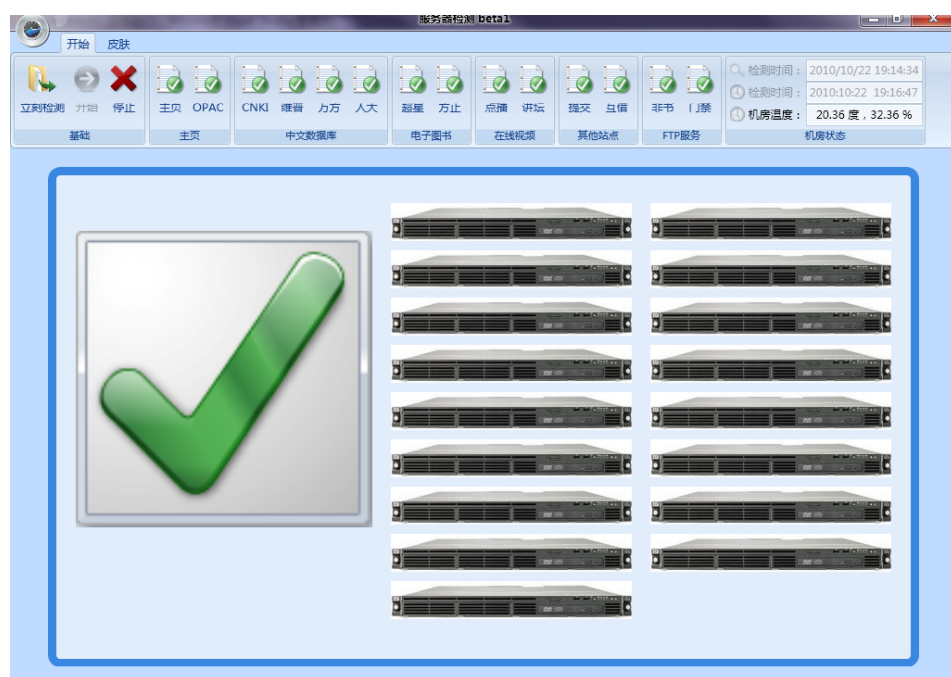 服务器检测 beta1
开始 皮肤
检测时间： 2010/10/22 19:14:34
检测时间： 2010:10:22 19:16:47
机房温度： 20.36 度，32.36 %
立刻检测 开始 停止 主页 OPAC CNKI 维普 万方 人大 超星 方正 点播 讲坛 提交 互借 非书 门禁
基础 主页 中文数据库 电子图书 在线视频 其他站点 FTP服务 机房状态